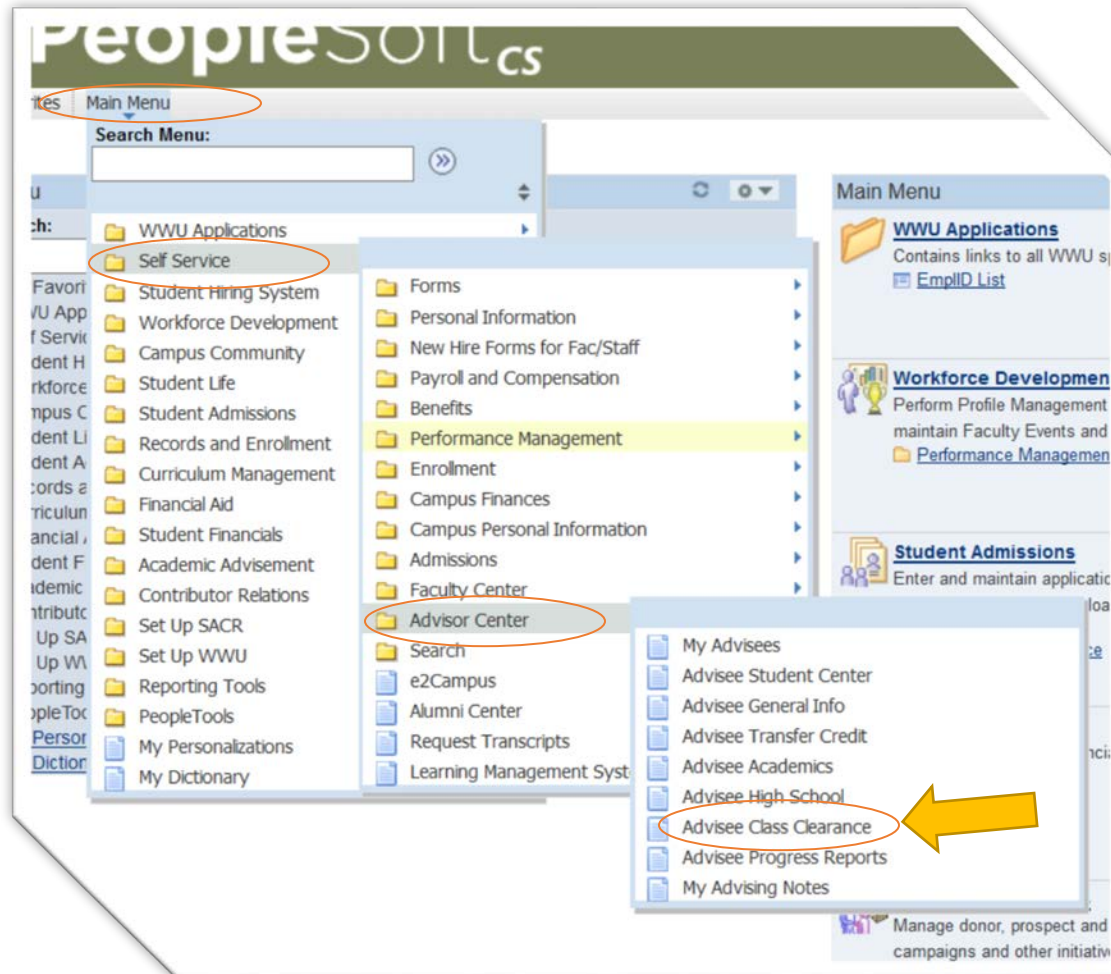 PeopleSoft CS
Main Menu
Search Menu:
WWU Applications
Self Service
Student Hiring System
Workforce Development
Campus Community
Student Life
Student Admissions
Records and Enrollment
Curriculum Management
Financial Aid
Student Financials
Academic Advisement
Contributor Relations
Set Up SACR
Set Up WWU
Reporting Tools
PeopleTools
My Personalizations
My Dictionary
Forms
Personal Information
New Hire Forms for Fac/Staff
Payroll and Compensation
Benefits
Performance Management
Enrollment
Campus Finances
Campus Personal Information
Admissions
Faculty Center
Advisor Center
Search
e2Campus
Alumni Center
Request Transcripts
Learning Management Syst
My Advisees
Advisee Student Center
Advisee General Info
Advisee Transfer Credit
Advisee Academics
Advisee High School
Advisee Class Clearance
Advisee Progress Reports
My Advising Notes
Main Menu
WWU Applications
Contains links to all WWU
EmplID List
Workforce Developmen
Perform Profile Management
maintain Faculty Events and
Performance Managemen
Student Admissions
Enter and maintain applicatio
Manage donor, prospect and
campaigns and other initiativ